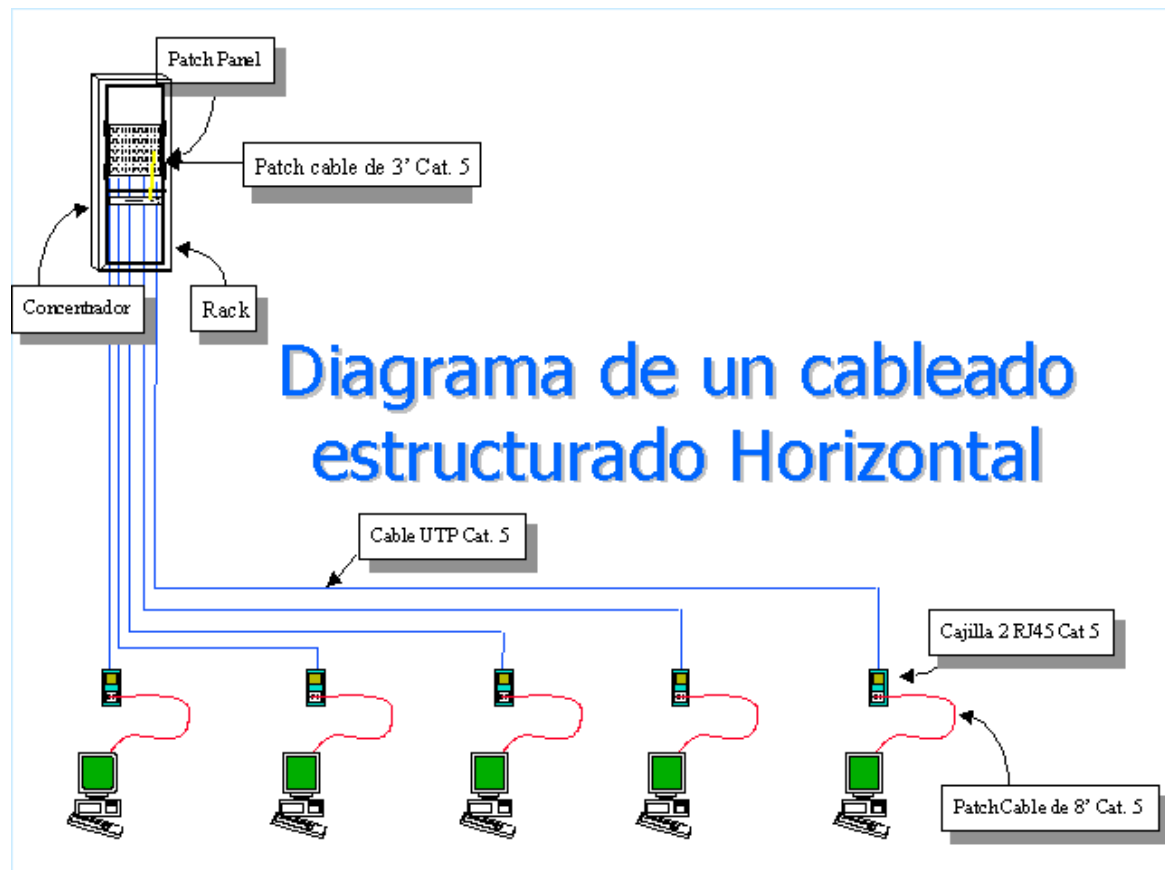 Patch Panel
Patch cable de 3' Cat. 5
Concentrador
Rack
Diagrama de un cableado
estructurado Horizontal
Cable UTP Cat. 5
Cajilla 2 RJ45 Cat 5
PatchCable de 8' Cat. 5